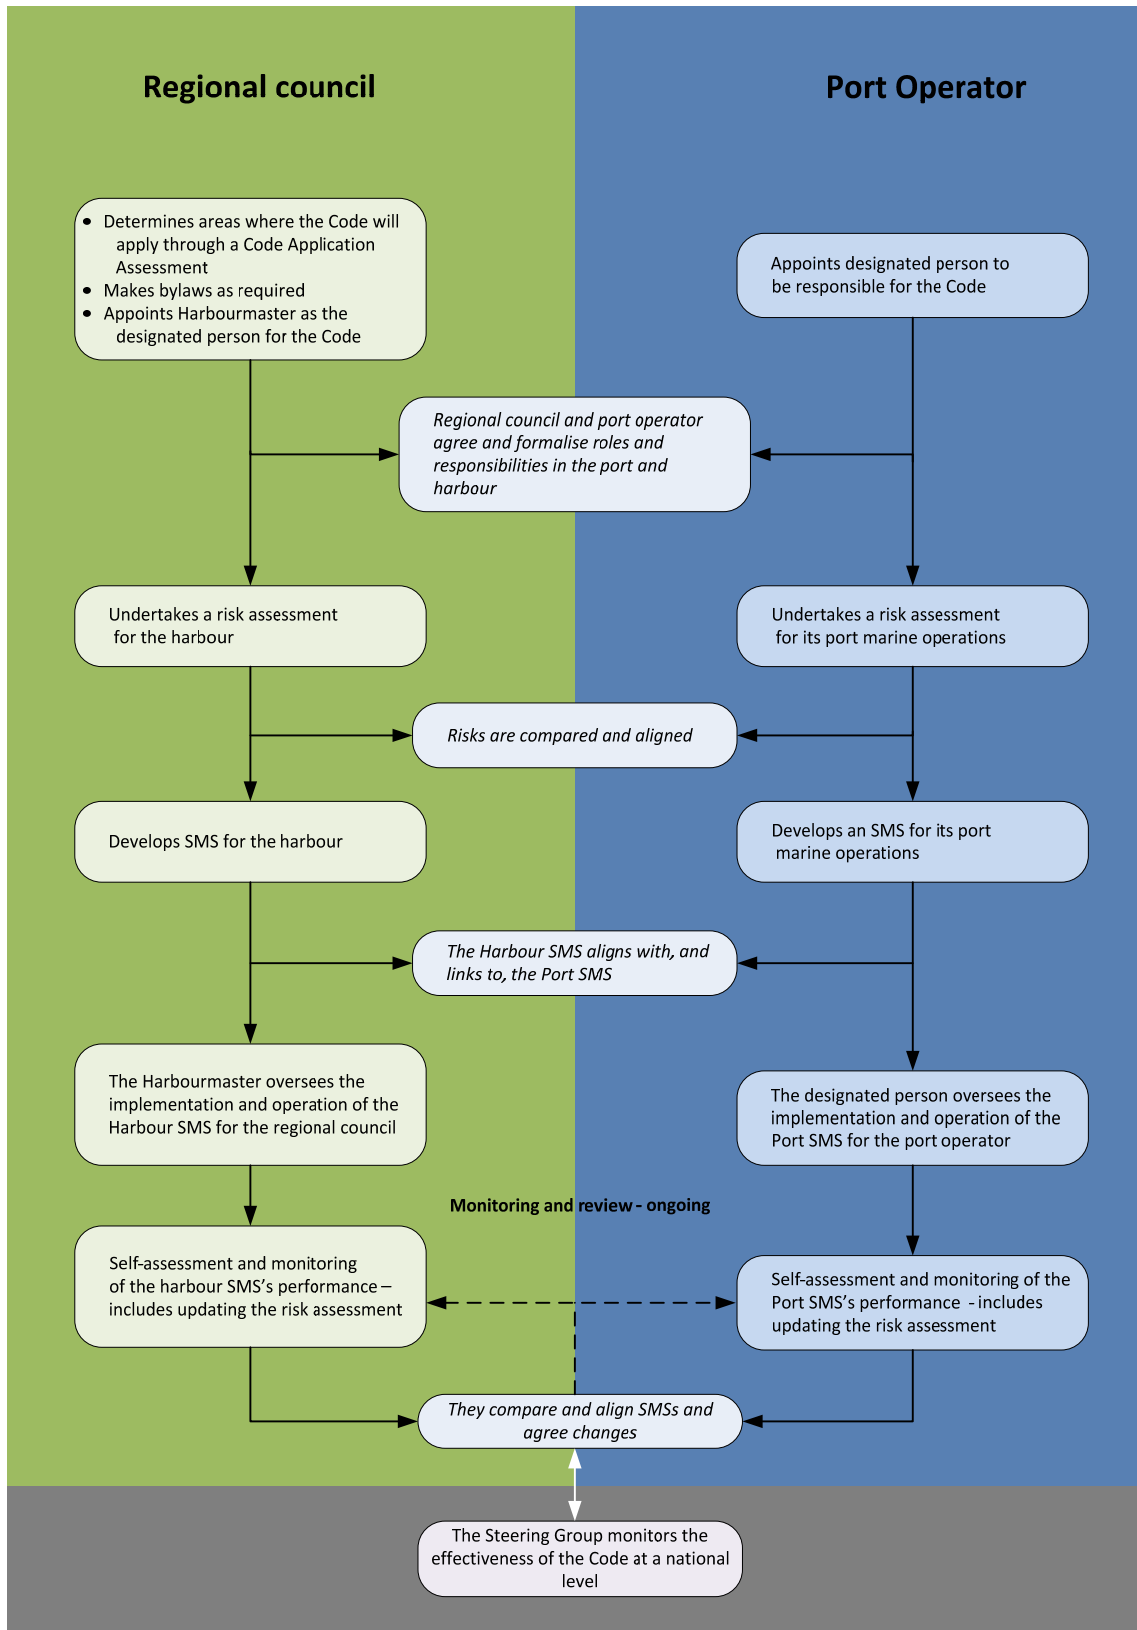 Regional council
Port Operator
• Determines areas where the Code will
apply through a Code Application
Assessment
• Makes bylaws as required
• Appoints Harbourmaster as the
designated person for the Code
Appoints designated person to
be responsible for the Code
Regional council and port operator
agree and formalise roles and
responsibilities in the port and
harbour
Undertakes a risk assessment
for the harbour
Undertakes a risk assessment
for its port marine operations
Risks are compared and aligned
Develops SMS for the harbour
Develops an SMS for its port
marine operations
The Harbour SMS aligns with, and
links to, the Port SMS
The Harbourmaster oversees the
implementation and operation of the
Harbour SMS for the regional council
The designated person oversees the
implementation and operation of the
Port SMS for the port operator
Monitoring and review - ongoing
Self-assessment and monitoring
of the harbour SMS's performance –
includes updating the risk assessment
Self-assessment and monitoring of the
Port SMS's performance - includes
updating the risk assessment
They compare and align SMSs and
agree changes
The Steering Group monitors the
effectiveness of the Code at a national
level